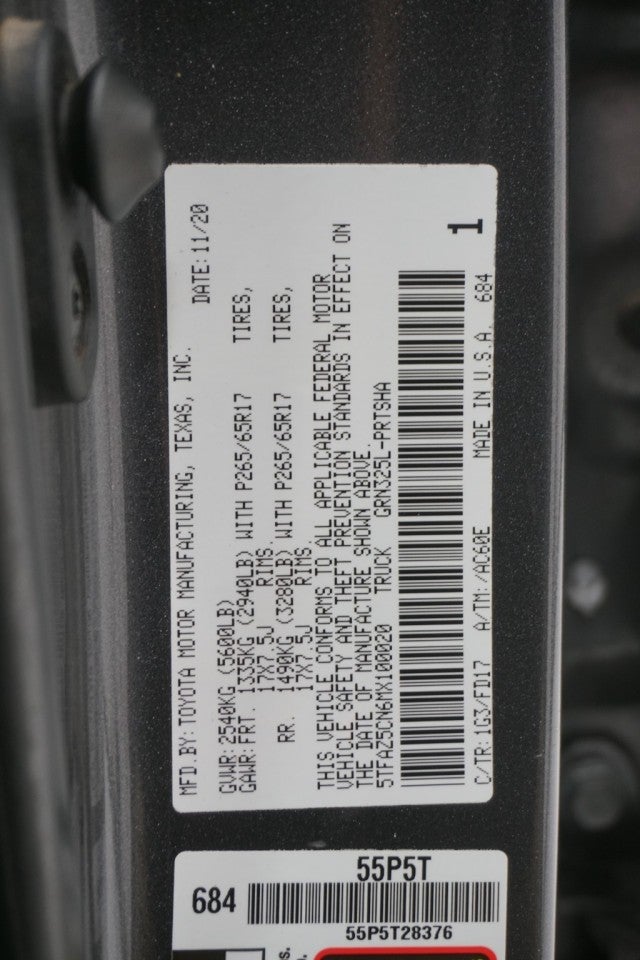 MFD.BY: TOYOTA MOTOR MANUFACTURING, TEXAS, INC. DATE: 11/20
GVWR: 2540KG (5600LB)
GAWR: FRT. 1335KG (2940LB) WITH P265/65R17 TIRES,
17X7.5J RIMS.
RR. 1490KG (3280LB) WITH P265/65R17 TIRES,
17X7.5J RIMS.
THIS VEHICLE CONFORMS TO ALL APPLICABLE FEDERAL MOTOR
VEHICLE SAFETY AND THEFT PREVENTION STANDARDS IN EFFECT ON
THE DATE OF MANUFACTURE SHOWN ABOVE.
5TFAZ5CN6MX100020 TRUCK GRN325L-PRTSHA
1
C/TR: 1G3/FD17 A/TM: /AC60E MADE IN U.S.A. 684
55P5T
684
55P5T28376